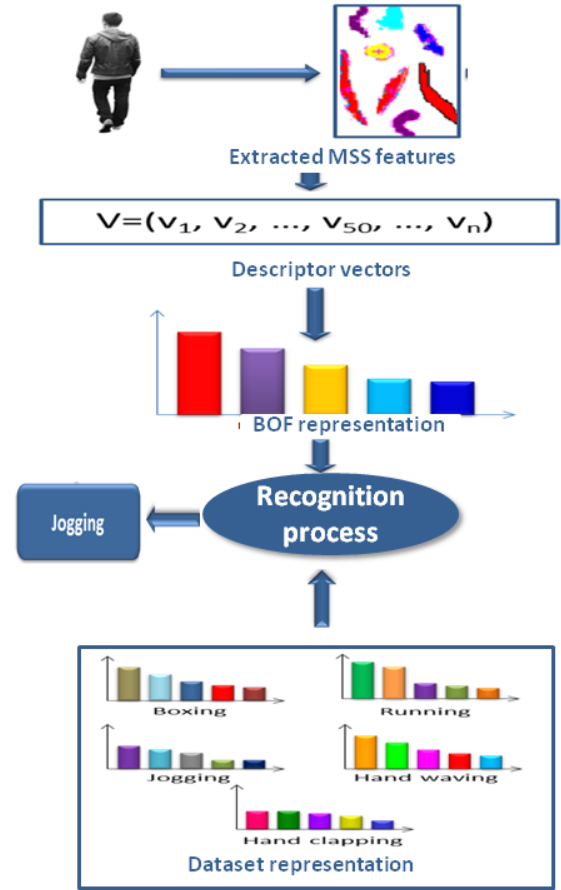 Extracted MSS features
V=(v1, v2, ..., v50, ..., vn)
Descriptor vectors
BOF representation
Recognition
process
Jogging
Boxing
Running
Jogging
Hand waving
Hand clapping
Dataset representation